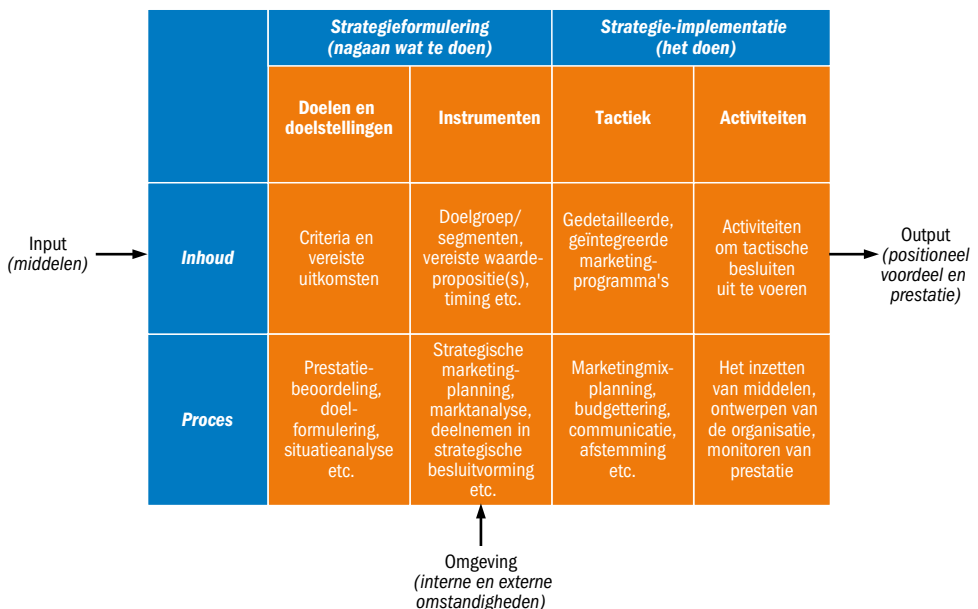 Strategieformulering
(nagaan wat te doen)
Strategie-implementatie
(het doen)
Doelen en
doelstellingen
Instrumenten
Tactiek
Activiteiten
Input
(middelen)
Inhoud
Criteria en
vereiste
uitkomsten
Doelgroep/
segmenten,
vereiste waarde-
propositie(s),
timing etc.
Gedetailleerde,
geïntegreerde
marketing-
programma's
Activiteiten
om tactische
besluiten
uit te voeren
Output
(positioneel
voordeel en
prestatie)
Proces
Prestatie-
beoordeling,
doel-
formulering,
situatieanalyse
etc.
Strategische
marketing-
planning,
marktanalyse,
deelnemen in
strategische
besluitvorming
etc.
Marketingmix-
planning,
budgettering,
communicatie,
afstemming
etc.
Het inzetten
van middelen,
ontwerpen van
de organisatie,
monitoren van
prestatie
Omgeving
(interne en externe
omstandigheden)